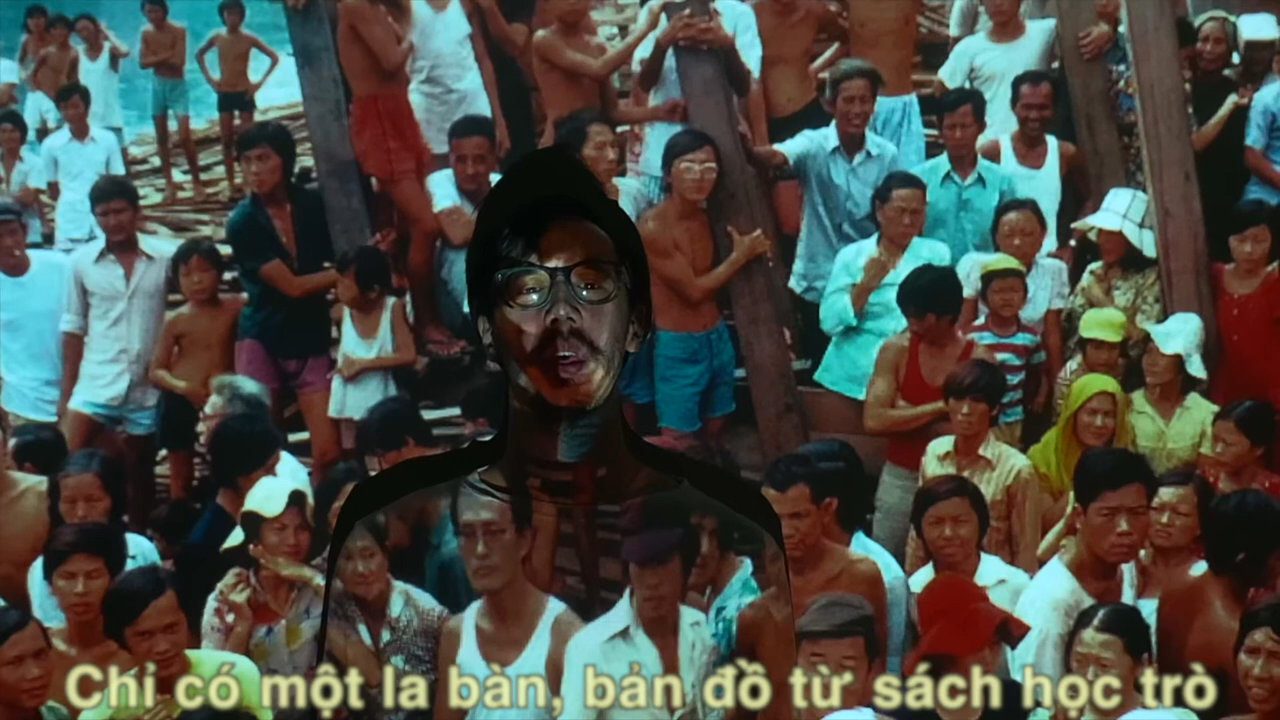 Chỉ có một la bàn, bản đồ từ sách học trò